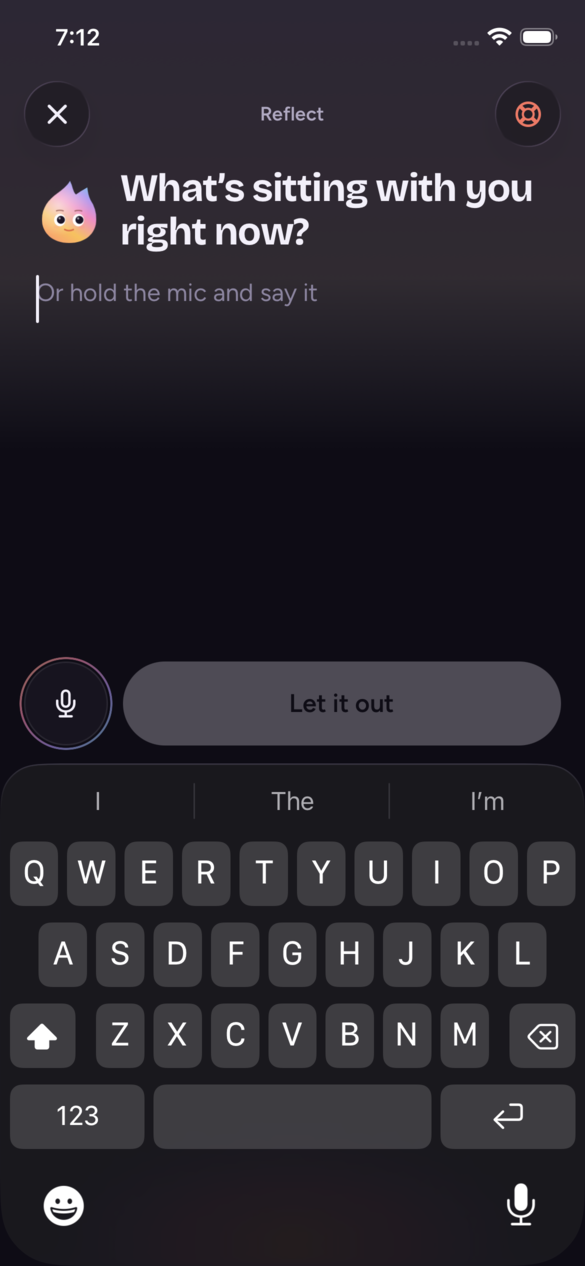 7:12
Reflect
What's sitting with you
right now?
Or hold the mic and say it
Let it out
I The I'm
Q W E R T Y U I O P
A S D F G H J K L
Z X C V B N M
123